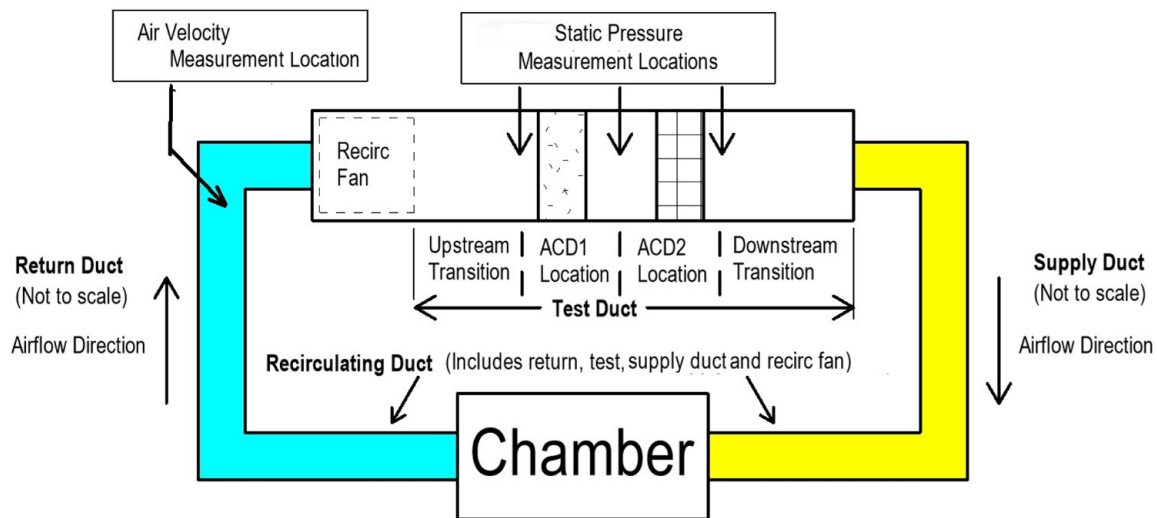 Air Velocity
Measurement Location
Static Pressure
Measurement Locations
Recirc
Fan
Upstream
Transition
ACD1
Location
ACD2
Location
Downstream
Transition
Test Duct
Return Duct
(Not to scale)
Airflow Direction
Supply Duct
(Not to scale)
Airflow Direction
Recirculating Duct (Includes return, test, supply duct and recirc fan)
Chamber